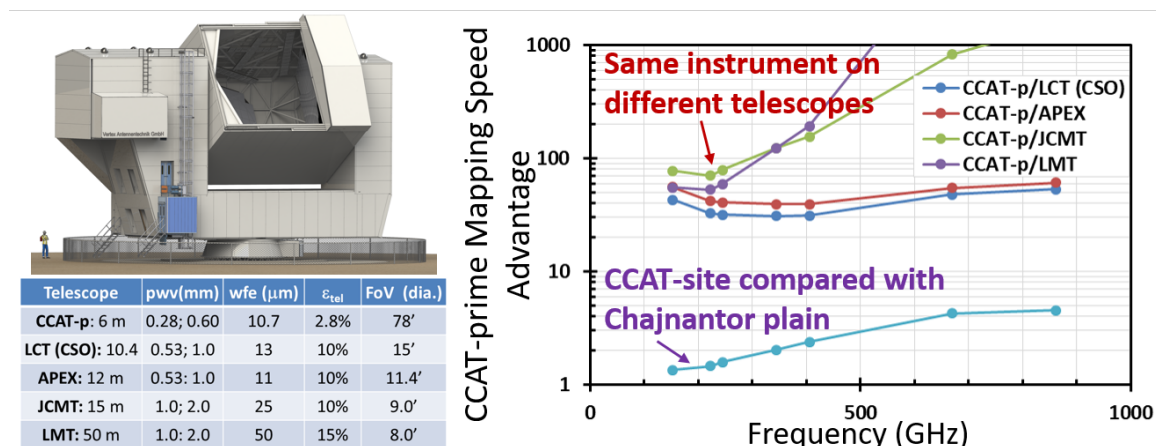 Vertex Antennentechnik GmbH
Telescope pwv(mm) wfe (μm) εtel FoV (dia.)
CCAT-p: 6 m 0.28; 0.60 10.7 2.8% 78′
LCT (CSO): 10.4 0.53; 1.0 13 10% 15′
APEX: 12 m 0.53: 1.0 11 10% 11.4′
JCMT: 15 m 1.0; 2.0 25 10% 9.0′
LMT: 50 m 1.0: 2.0 50 15% 8.0′
CCAT-prime Mapping Speed
Advantage
1000
100
10
1
Same instrument on
different telescopes
CCAT-p/LCT (CSO)
CCAT-p/APEX
CCAT-p/JCMT
CCAT-p/LMT
CCAT-site compared with
Chajnantor plain
0 500 1000
Frequency (GHz)